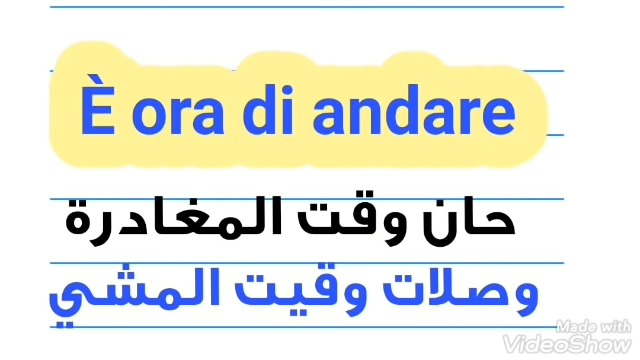 È ora di andare
حان وقت المغادرة
وصلات وقيت المشي
Made with
VideoShow